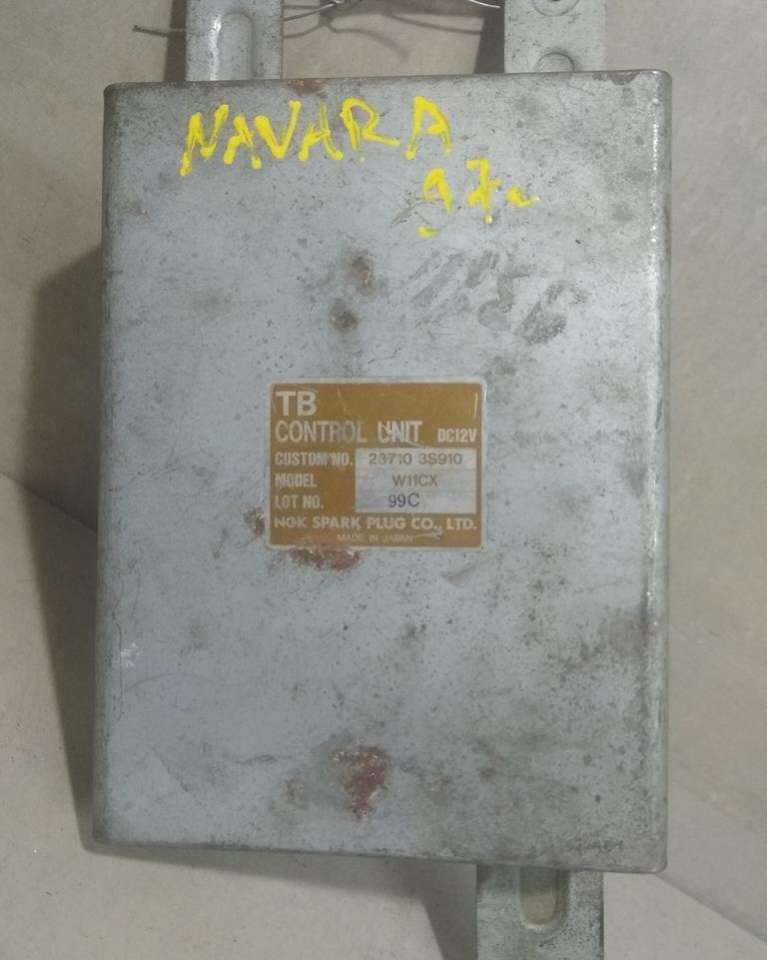 NAVARA
97
TB
CONTROL UNIT DC12V
CUSTOM NO. 23710 3S910
MODEL W11CX
LOT NO. 99C
NGK SPARK PLUG CO., LTD.
MADE IN JAPAN